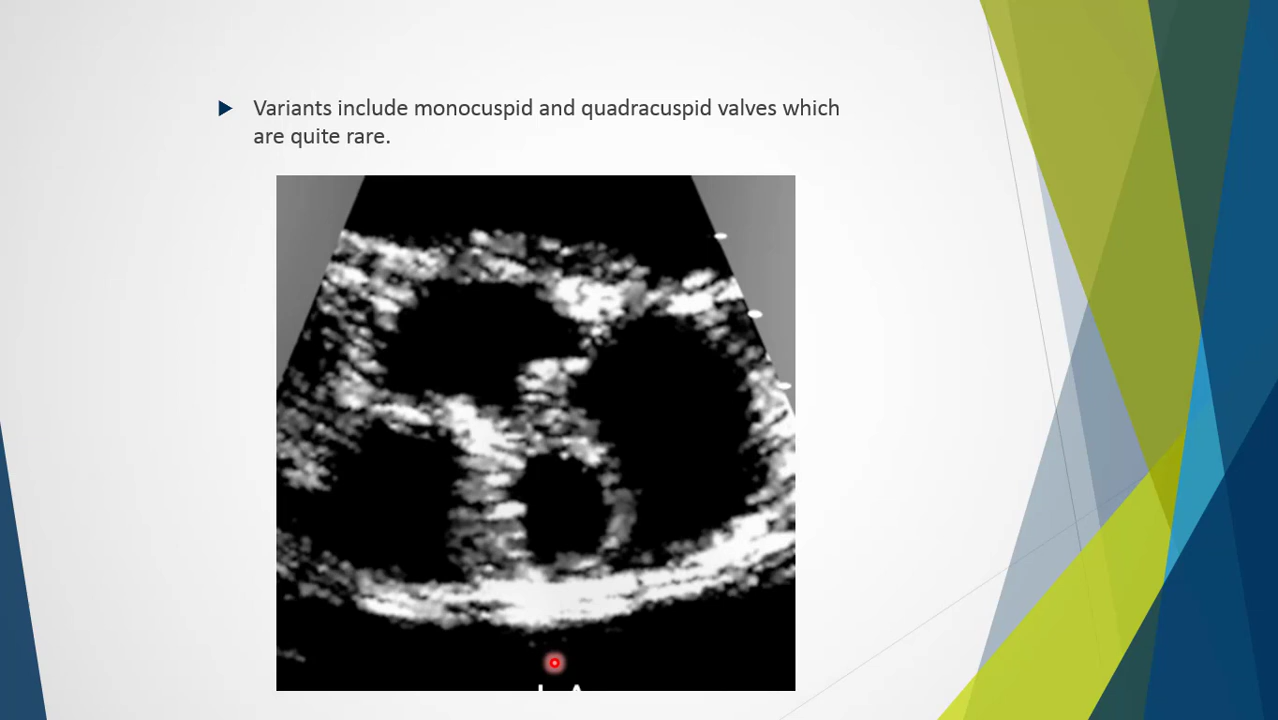 Variants include monocuspid and quadracuspid valves which
are quite rare.